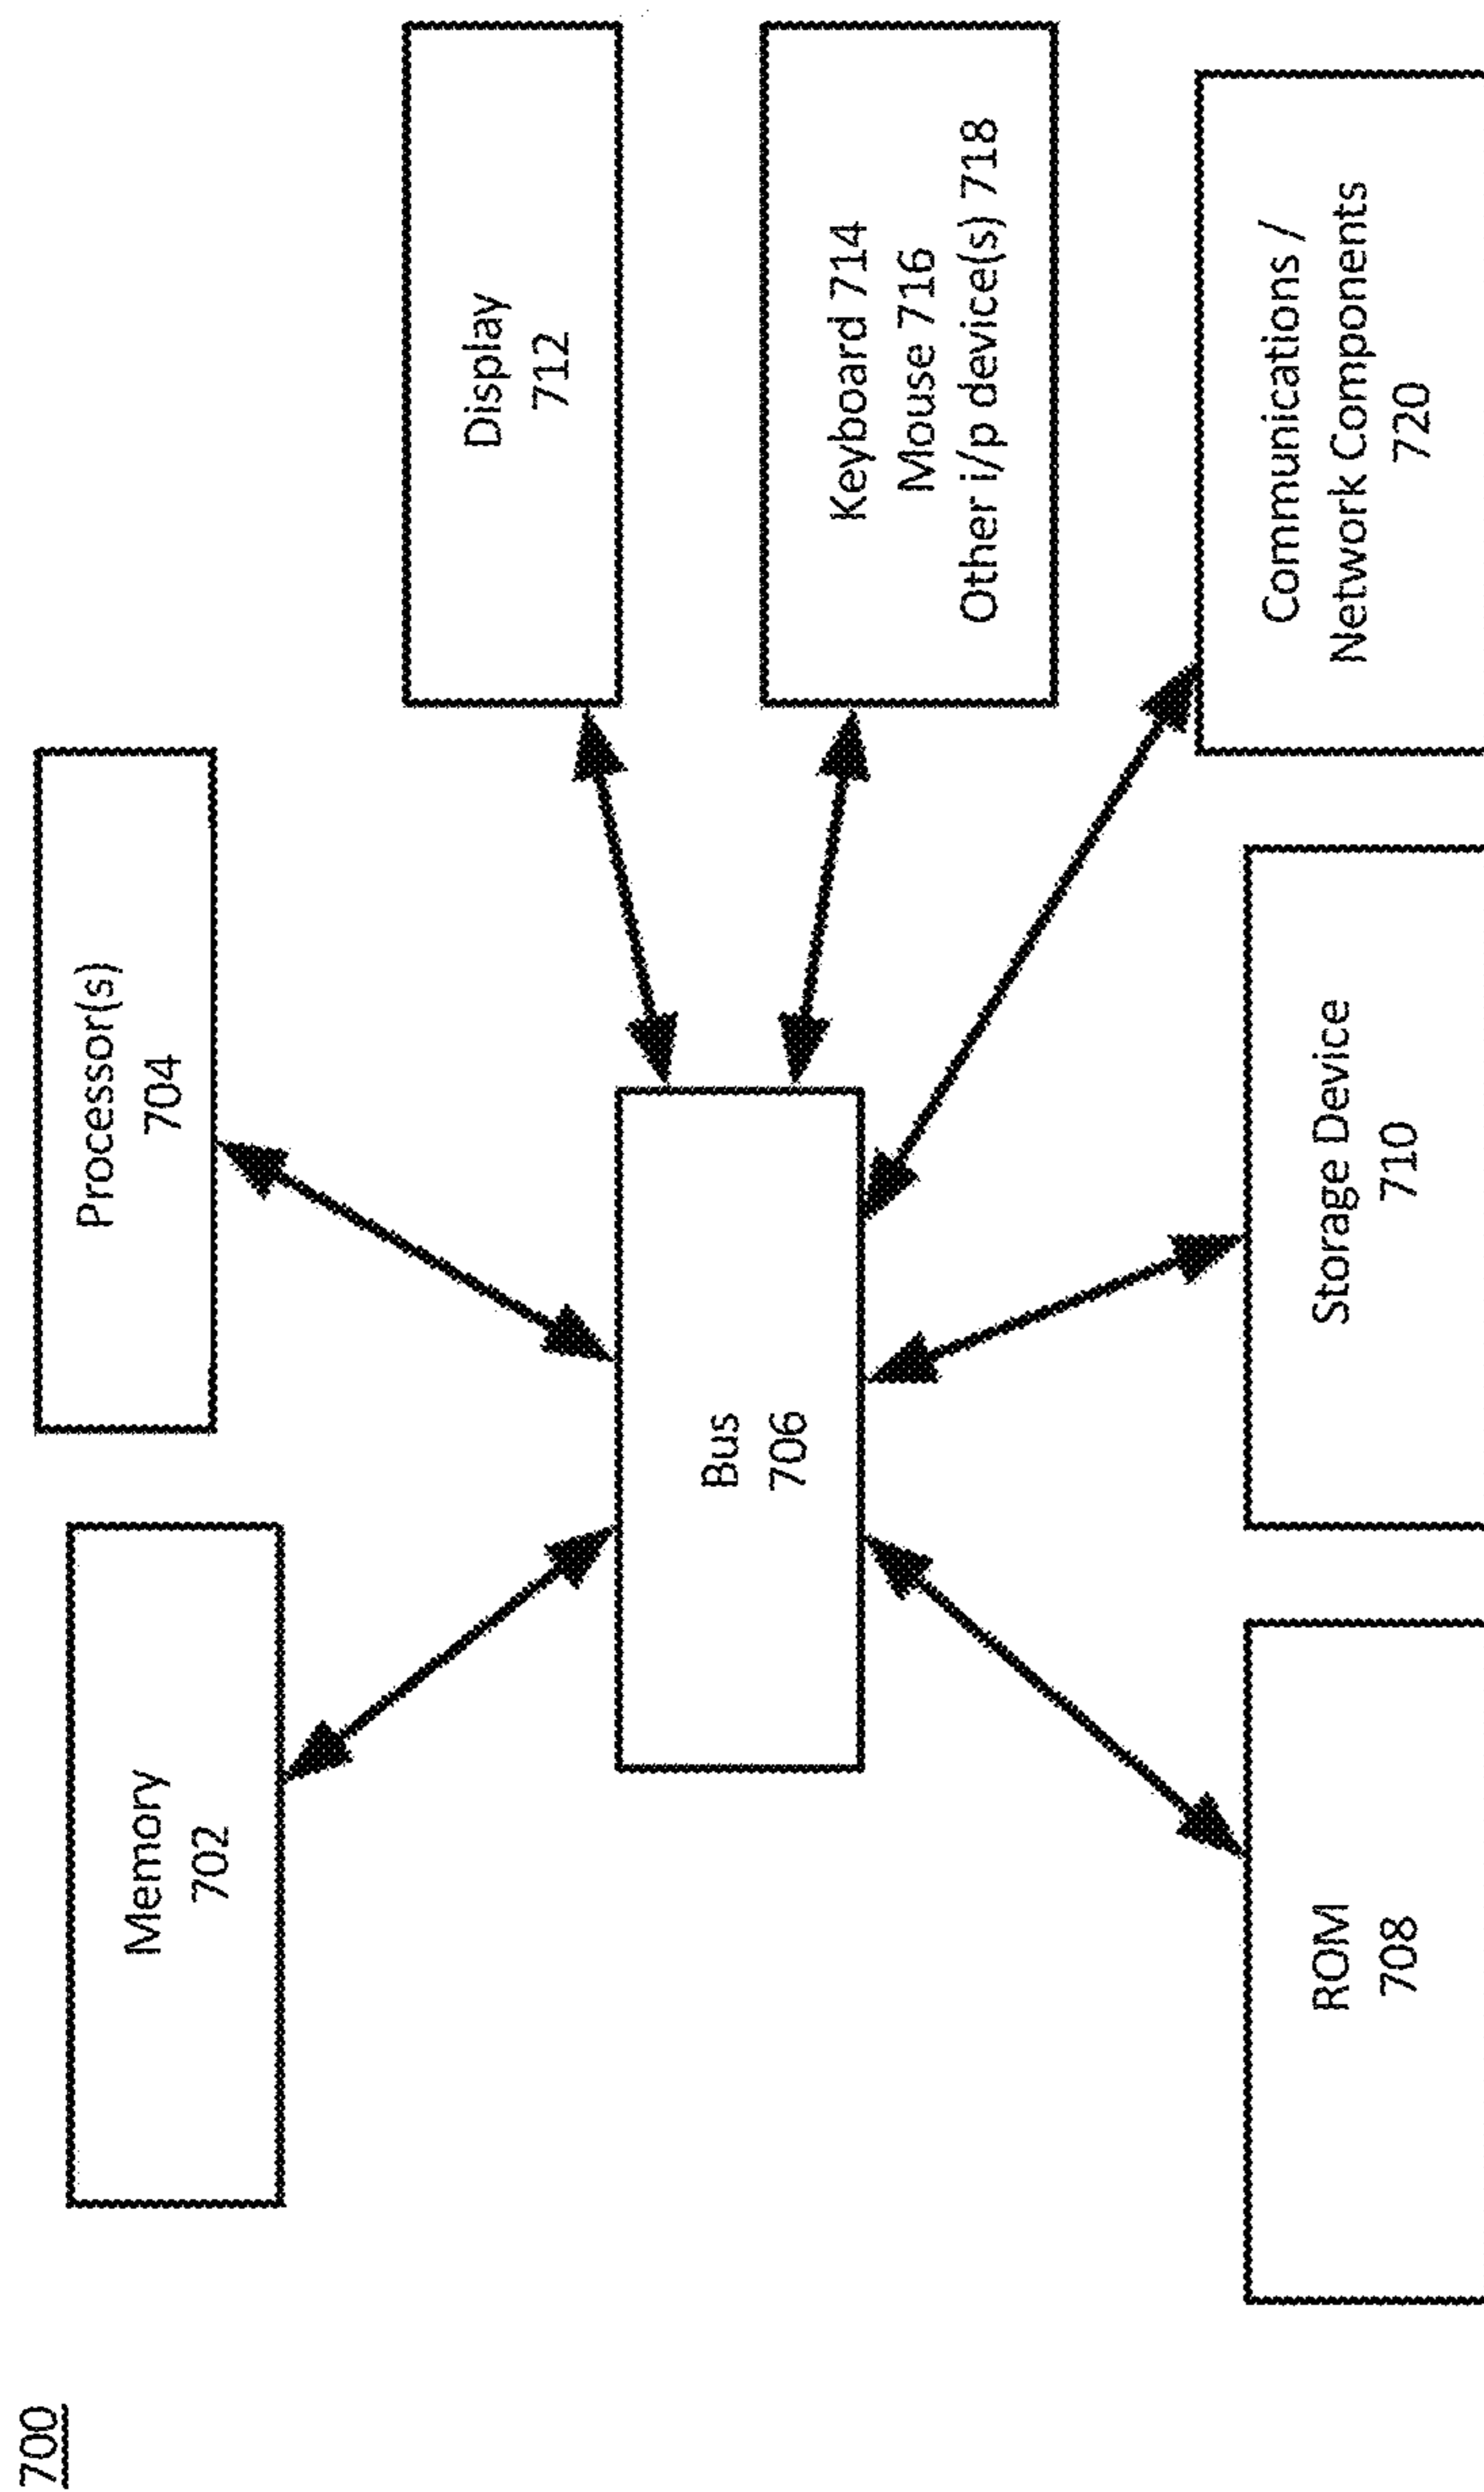 700
Memory
702
Processor(s)
704
Display
712
Bus
706
Keyboard 714
Mouse 716
Other i/p device(s) 718
ROM
708
Storage Device
710
Communications /
Network Components
720